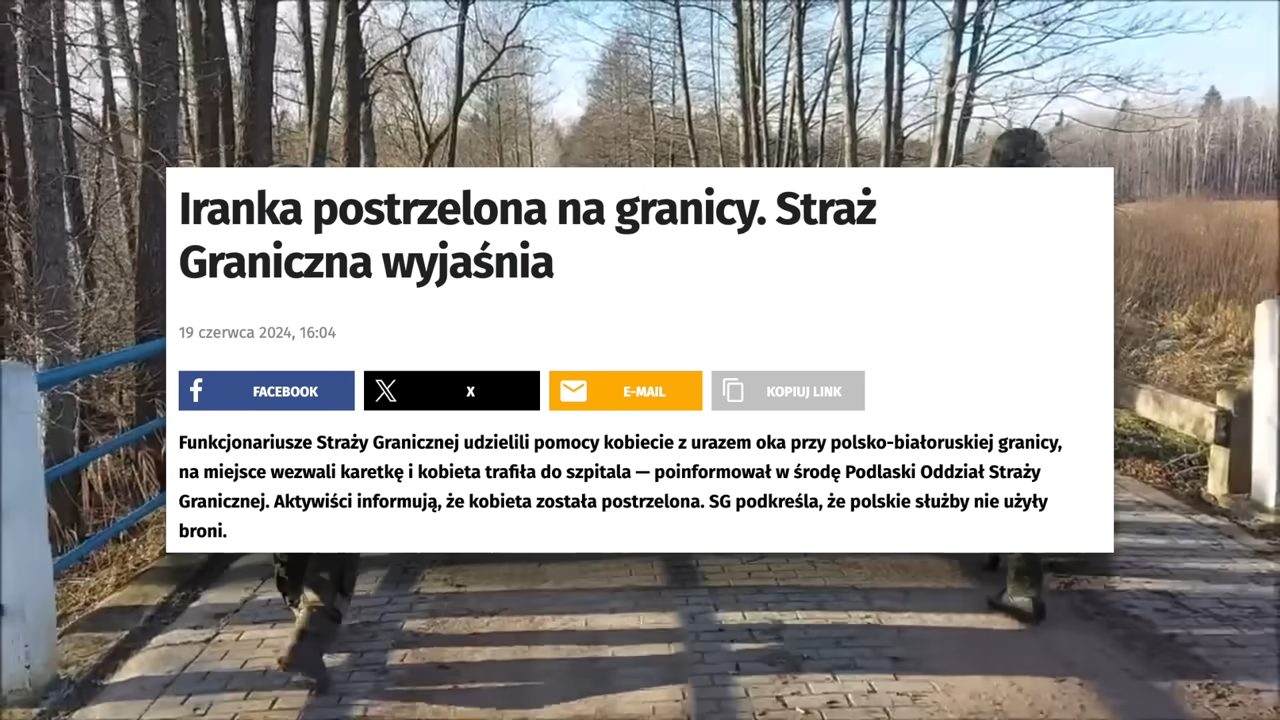 Iranka postrzelona na granicy. Straż
Graniczna wyjaśnia
19 czerwca 2024, 16:04
FACEBOOK
X
E-MAIL
KOPIUJ LINK
Funkcjonariusze Straży Granicznej udzielili pomocy kobiecie z urazem oka przy polsko-białoruskiej granicy,
na miejsce wezwali karetkę i kobieta trafiła do szpitala — poinformował w środę Podlaski Oddział Straży
Granicznej. Aktywiści informują, że kobieta została postrzelona. SG podkreśla, że polskie służby nie użyły
broni.